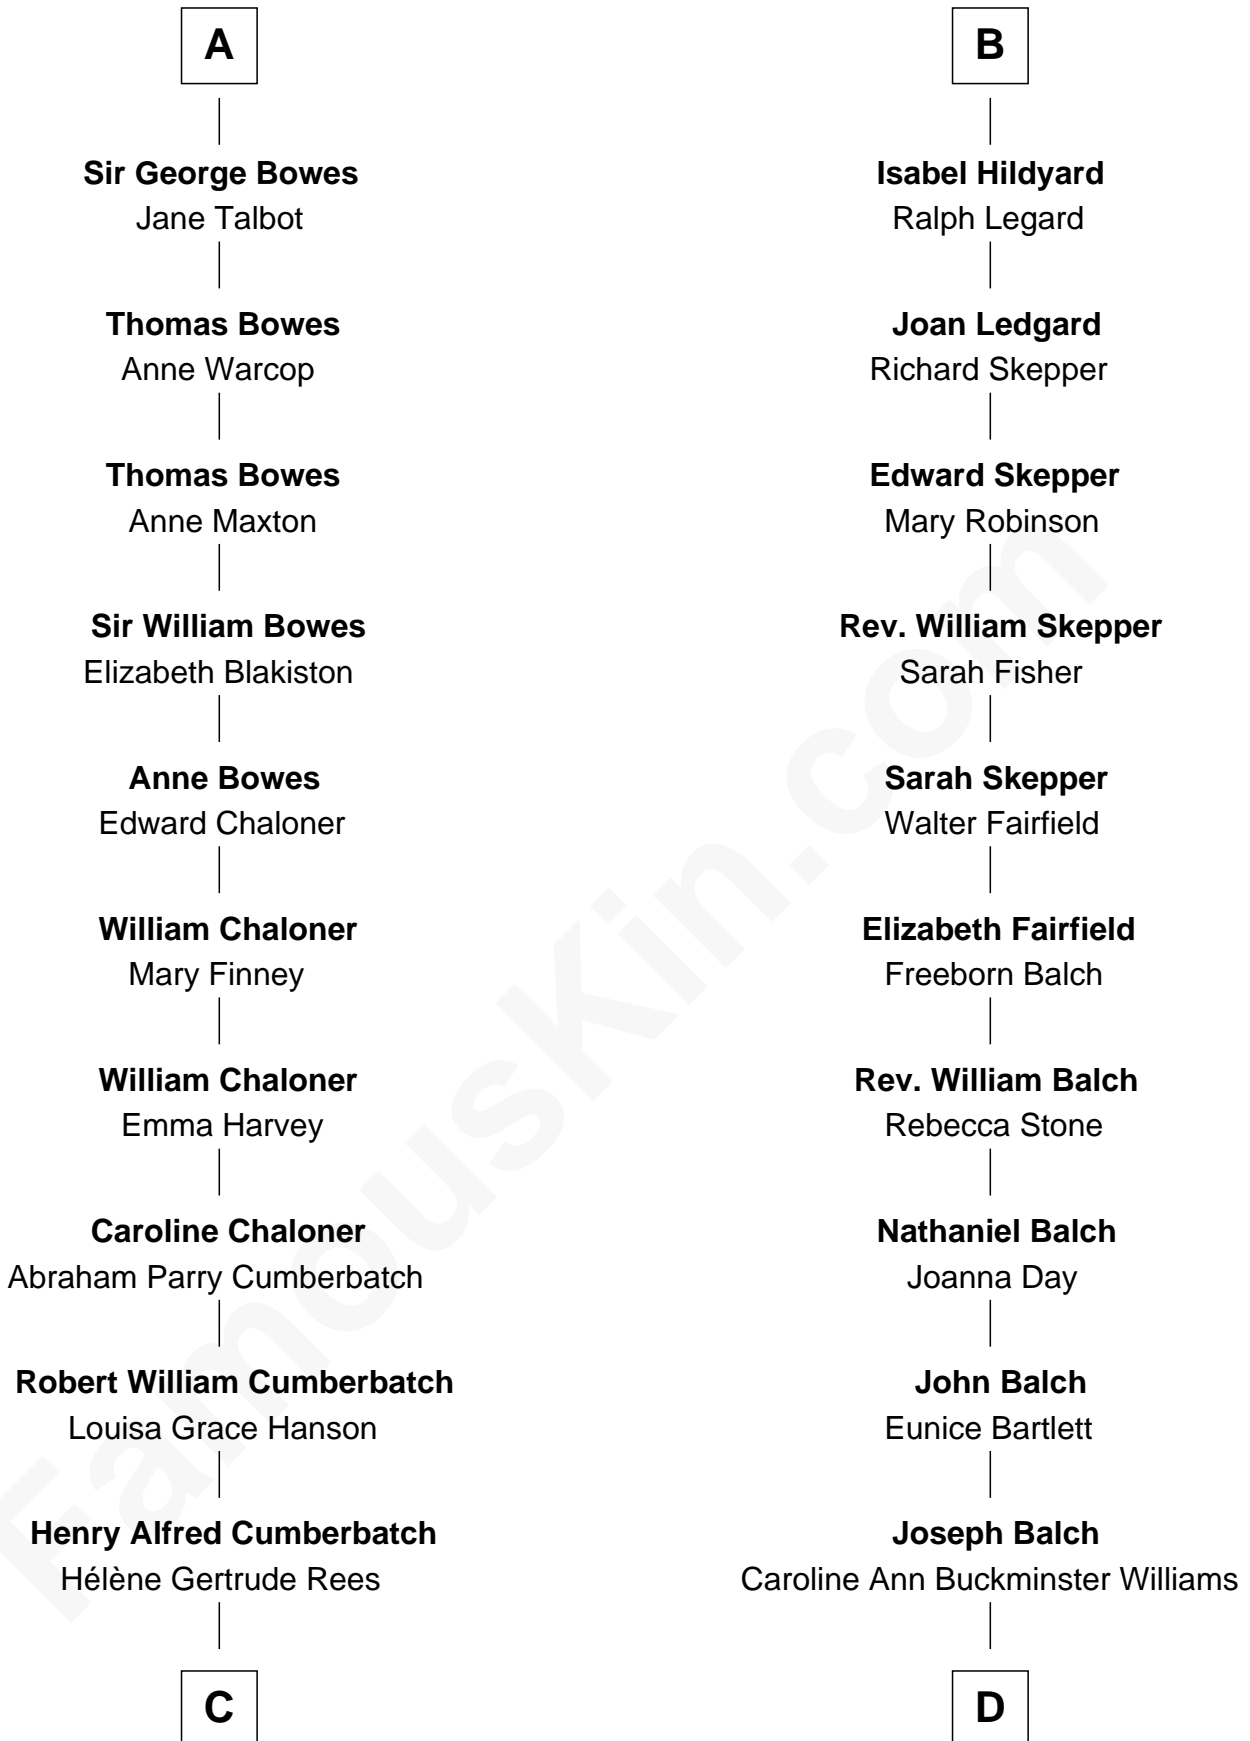 A
Sir George Bowes
Jane Talbot
Thomas Bowes
Anne Warcop
Thomas Bowes
Anne Maxton
Sir William Bowes
Elizabeth Blakiston
Anne Bowes
Edward Chaloner
William Chaloner
Mary Finney
William Chaloner
Emma Harvey
Caroline Chaloner
Abraham Parry Cumberbatch
Robert William Cumberbatch
Louisa Grace Hanson
Henry Alfred Cumberbatch
Hélène Gertrude Rees
C
B
Isabel Hildyard
Ralph Legard
Joan Ledgard
Richard Skepper
Edward Skepper
Mary Robinson
Rev. William Skepper
Sarah Fisher
Sarah Skepper
Walter Fairfield
Elizabeth Fairfield
Freeborn Balch
Rev. William Balch
Rebecca Stone
Nathaniel Balch
Joanna Day
John Balch
Eunice Bartlett
Joseph Balch
Caroline Ann Buckminster Williams
D
FamousKin.com